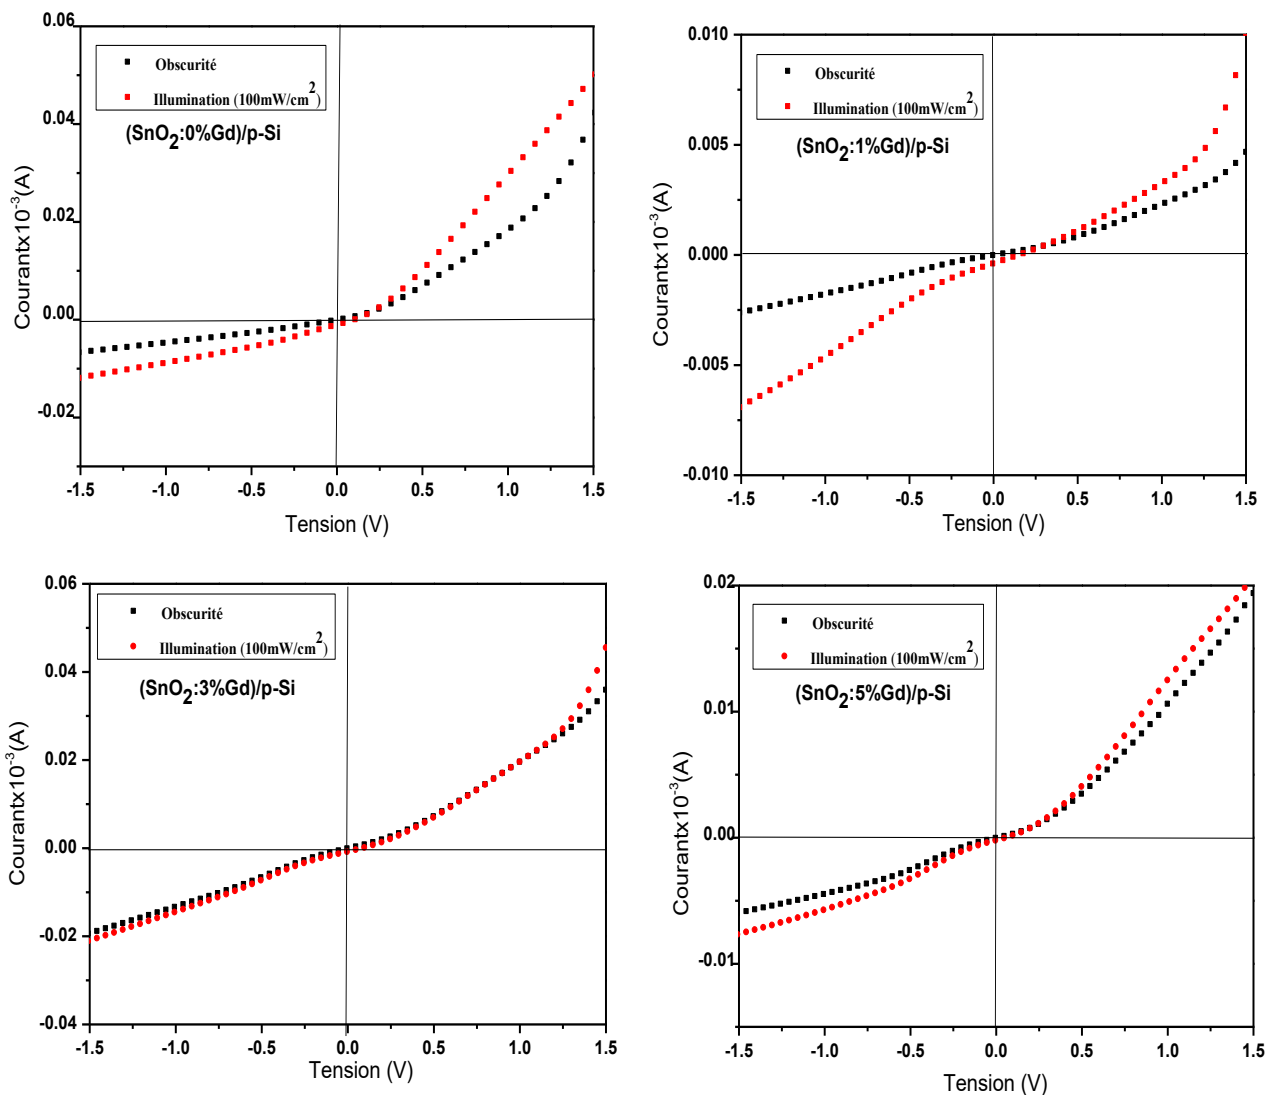 0.06
0.04
0.02
0.00
-0.02
Courantx10⁻³(A)
Obscurité
Illumination (100mW/cm²)
(SnO₂:0%Gd)/p-Si
-1.5 -1.0 -0.5 0.0 0.5 1.0 1.5
Tension (V)
0.010
0.005
0.000
-0.005
-0.010
Courantx10⁻³(A)
Obscurité
Illumination (100mW/cm²)
(SnO₂:1%Gd)/p-Si
-1.5 -1.0 -0.5 0.0 0.5 1.0 1.5
Tension (V)
0.06
0.04
0.02
0.00
-0.02
-0.04
Courantx10⁻³(A)
Obscurité
Illumination (100mW/cm²)
(SnO₂:3%Gd)/p-Si
-1.5 -1.0 -0.5 0.0 0.5 1.0 1.5
Tension (V)
0.02
0.01
0.00
-0.01
Courantx10⁻³(A)
Obscurité
Illumination (100mW/cm²)
(SnO₂:5%Gd)/p-Si
-1.5 -1.0 -0.5 0.0 0.5 1.0 1.5
Tension (V)